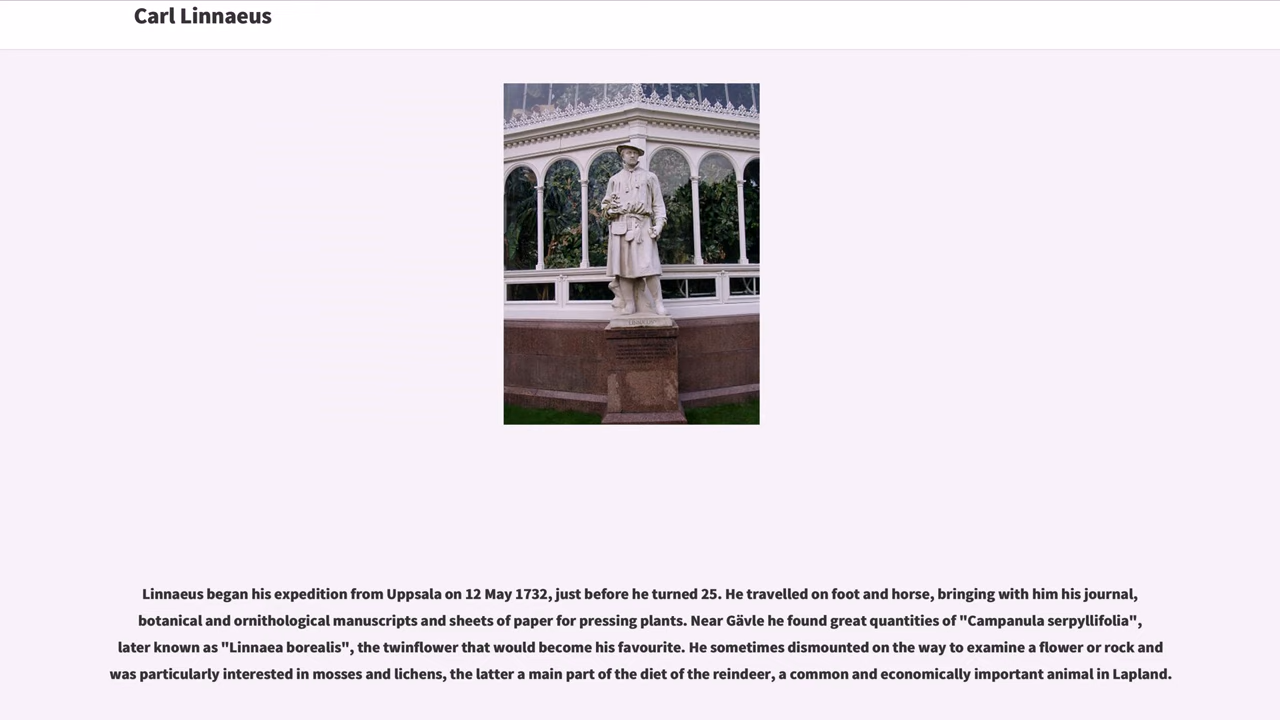 Carl Linnaeus
LINNAEUS
Linnaeus began his expedition from Uppsala on 12 May 1732, just before he turned 25. He travelled on foot and horse, bringing with him his journal,
botanical and ornithological manuscripts and sheets of paper for pressing plants. Near Gävle he found great quantities of "Campanula serpyllifolia",
later known as "Linnaea borealis", the twinflower that would become his favourite. He sometimes dismounted on the way to examine a flower or rock and
was particularly interested in mosses and lichens, the latter a main part of the diet of the reindeer, a common and economically important animal in Lapland.